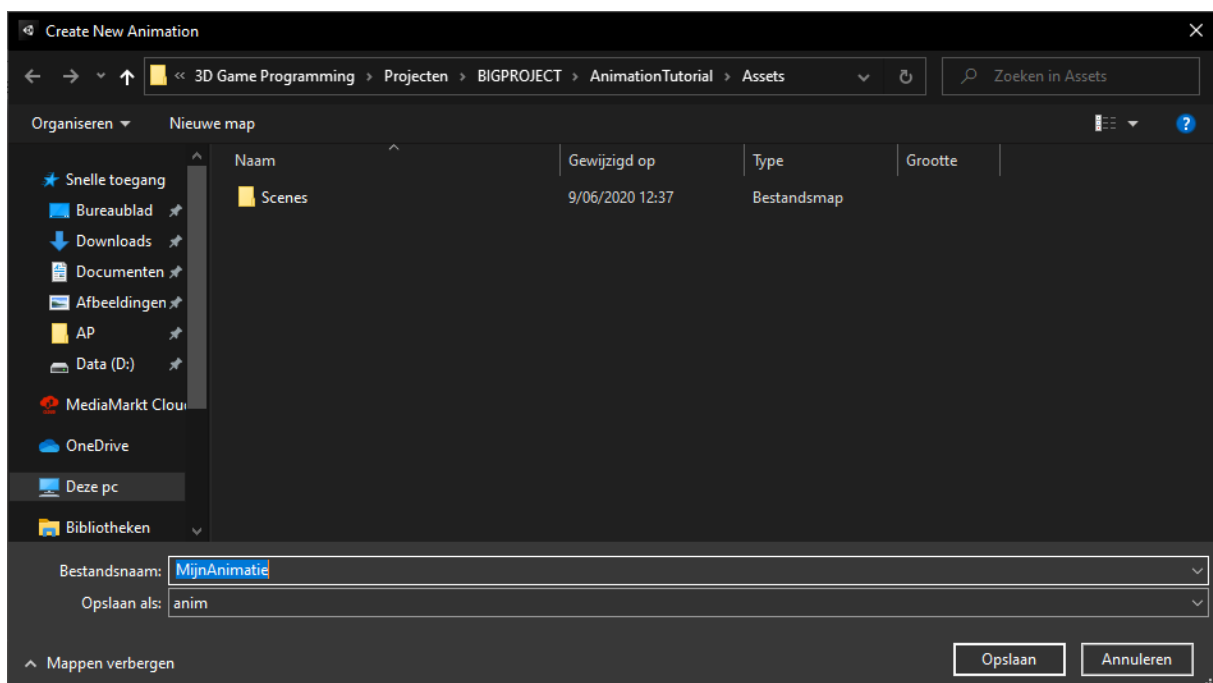 Create New Animation
« 3D Game Programming > Projecten > BIGPROJECT > AnimationTutorial > Assets
Zoeken in Assets
Organiseren
Nieuwe map
Naam
Gewijzigd op
Type
Grootte
Scenes
9/06/2020 12:37
Bestandsmap
Snelle toegang
Bureaublad
Downloads
Documenten
Afbeeldingen
AP
Data (D:)
MediaMarkt Clou
OneDrive
Deze pc
Bibliotheken
Bestandsnaam: MijnAnimatie
Opslaan als: anim
Mappen verbergen
Opslaan
Annuleren